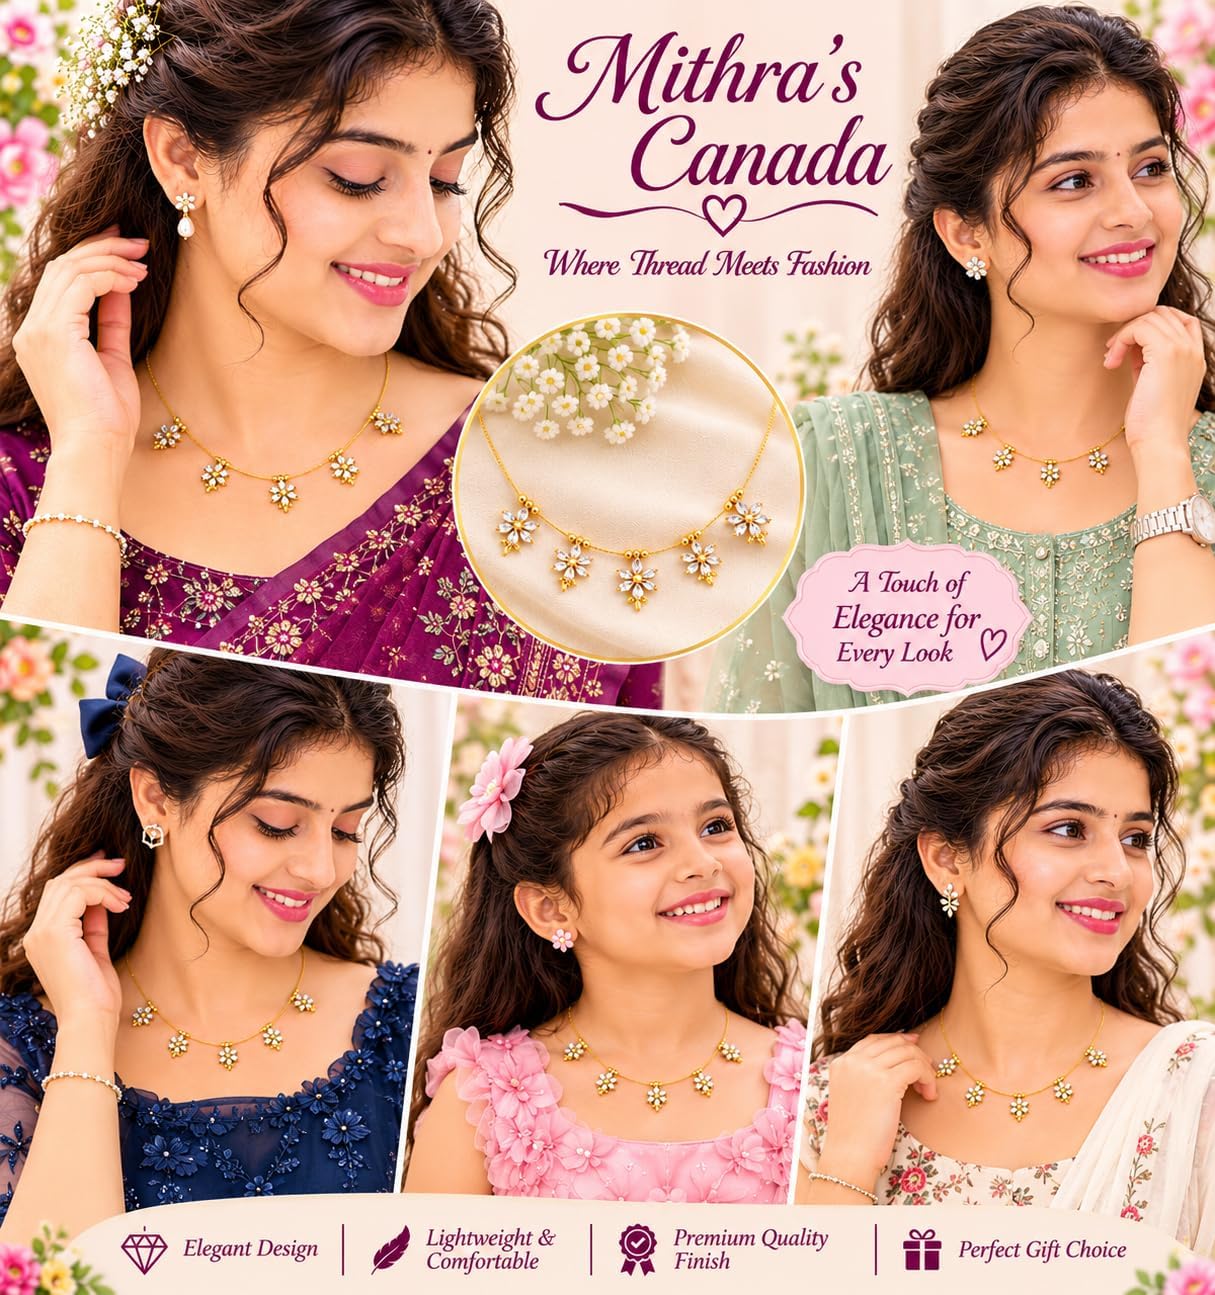 Mithra's
Canada
Where Thread Meets Fashion
A Touch of
Elegance for
Every Look
Elegant Design
Lightweight &
Comfortable
Premium Quality
Finish
Perfect Gift Choice